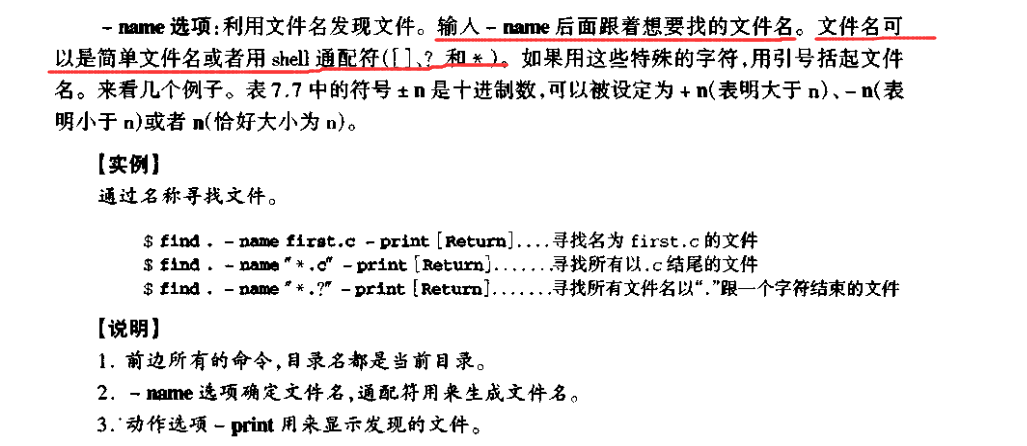 -name 选项:利用文件名发现文件。输入-name 后面跟着想要找的文件名。文件名可
以是简单文件名或者用 shell 通配符([]、? 和 *)。如果用这些特殊的字符,用引号括起文件
名。来看几个例子。表 7.7 中的符号 ±n 是十进制数,可以被设定为 +n(表明大于 n)、-n(表
明小于 n)或者 n(恰好大小为 n)。
【实例】
通过名称寻找文件。
$ find . -name first.c -print [Return]....寻找名为 first.c 的文件
$ find . -name "*.c" -print [Return].......寻找所有以.c 结尾的文件
$ find . -name "*.?" -print [Return].......寻找所有文件名以“.”跟一个字符结束的文件
【说明】
1. 前边所有的命令,目录名都是当前目录。
2. -name 选项确定文件名,通配符用来生成文件名。
3. 动作选项-print 用来显示发现的文件。